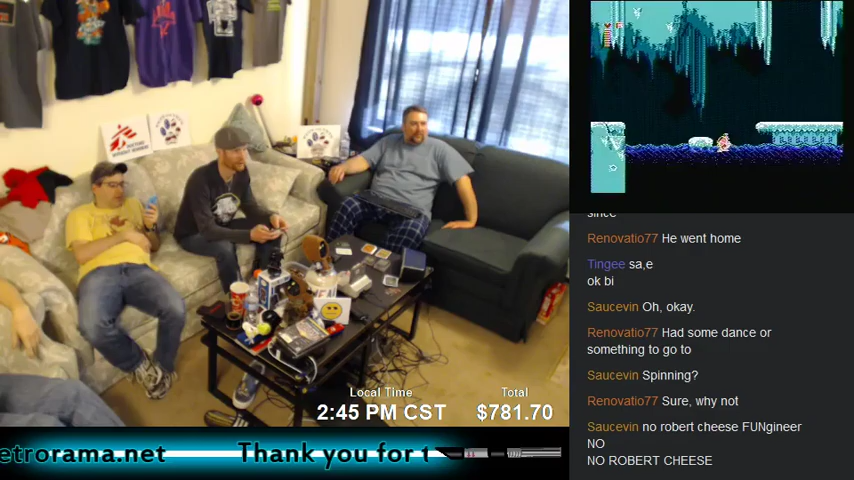 since
Renovatio77 He went home
Tingee sa,e
ok bi
Saucevin Oh, okay.
Renovatio77 Had some dance or
something to go to
Saucevin Spinning?
Renovatio77 Sure, why not
Saucevin no robert cheese FUNgineer
NO
NO ROBERT CHEESE
Local Time
2:45 PM CST
Total
$781.70
etrorama.net
Thank you for t